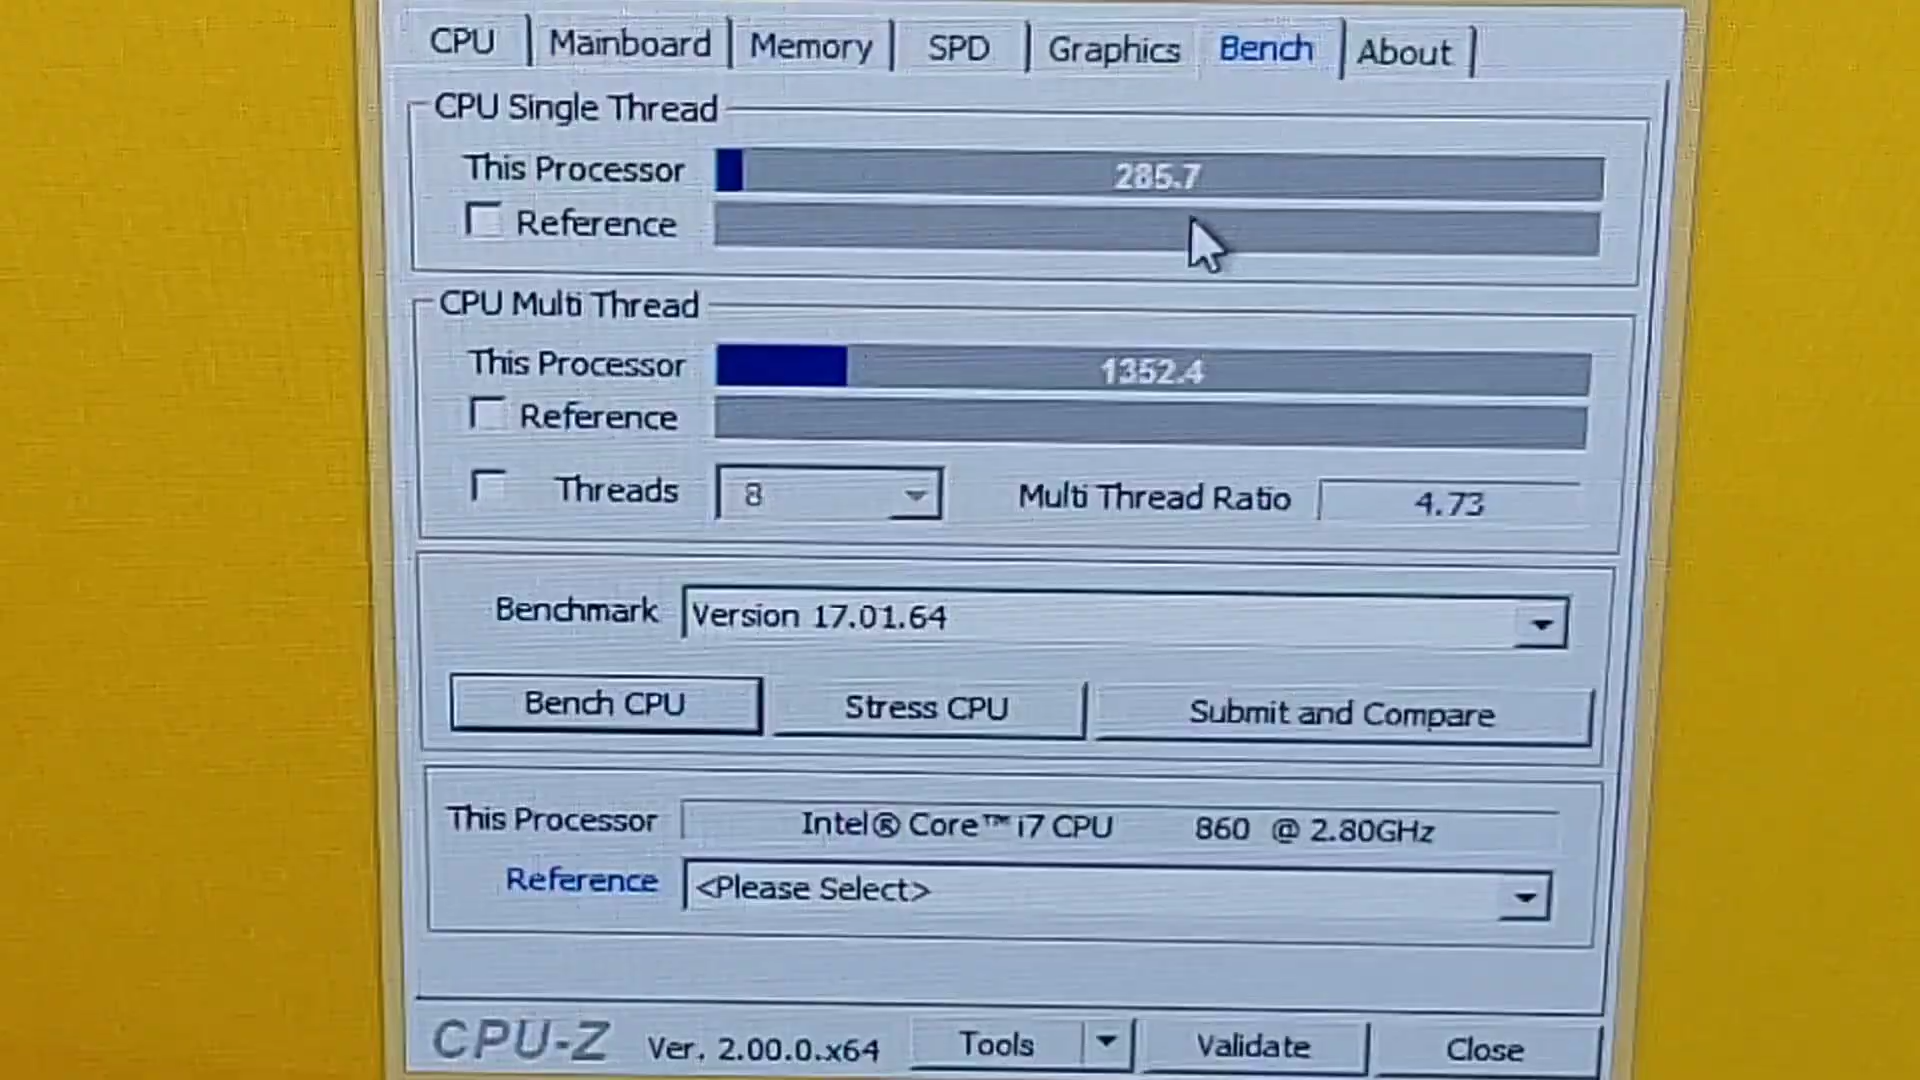 CPU Mainboard Memory SPD Graphics Bench About
CPU Single Thread
This Processor 285.7
Reference
CPU Multi Thread
This Processor 1352.4
Reference
Threads 8 Multi Thread Ratio 4.73
Benchmark Version 17.01.64
Bench CPU Stress CPU Submit and Compare
This Processor Intel® Core™ i7 CPU 860 @ 2.80GHz
Reference <Please Select>
CPU-Z Ver. 2.00.0.x64 Tools Validate Close